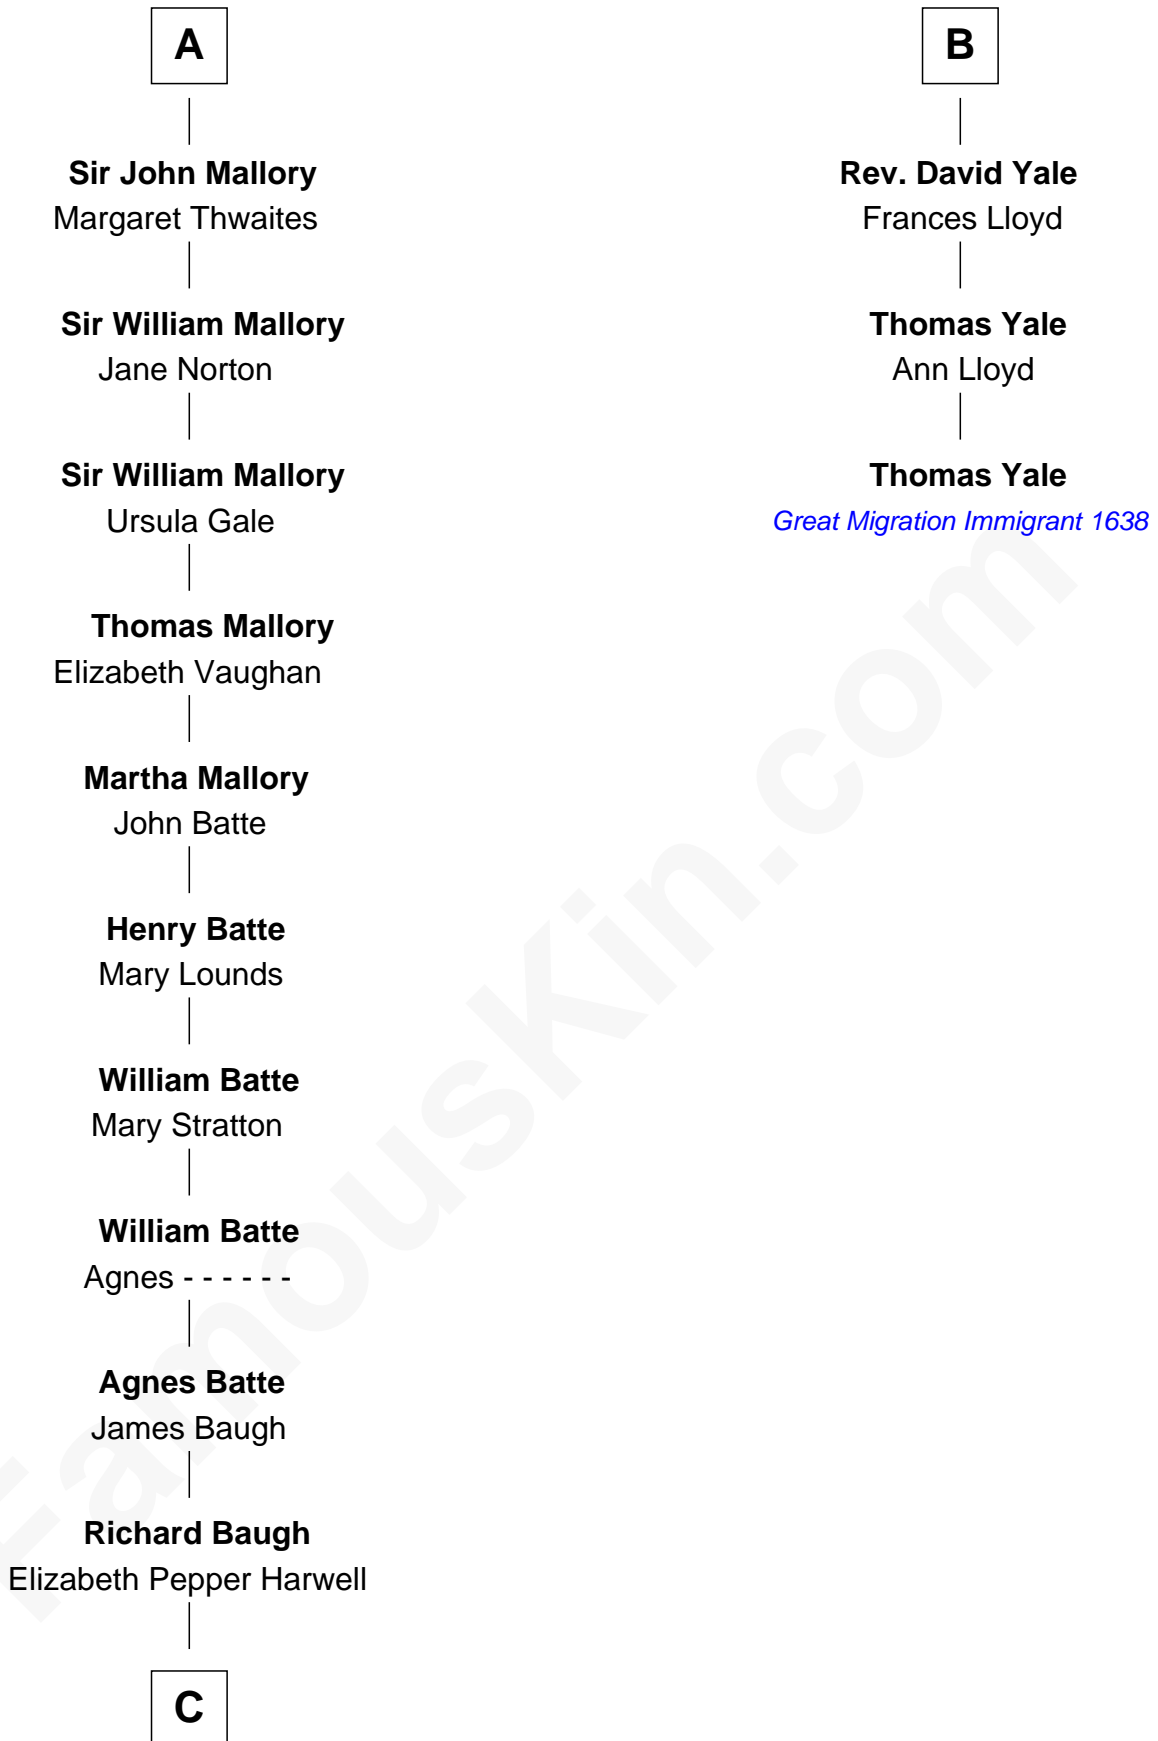 A
Sir John Mallory
Margaret Thwaites
Sir William Mallory
Jane Norton
Sir William Mallory
Ursula Gale
Thomas Mallory
Elizabeth Vaughan
Martha Mallory
John Batte
Henry Batte
Mary Lounds
William Batte
Mary Stratton
William Batte
Agnes - - - - - -
Agnes Batte
James Baugh
Richard Baugh
Elizabeth Pepper Harwell
C
B
Rev. David Yale
Frances Lloyd
Thomas Yale
Ann Lloyd
Thomas Yale
Great Migration Immigrant 1638
FamousKin.com